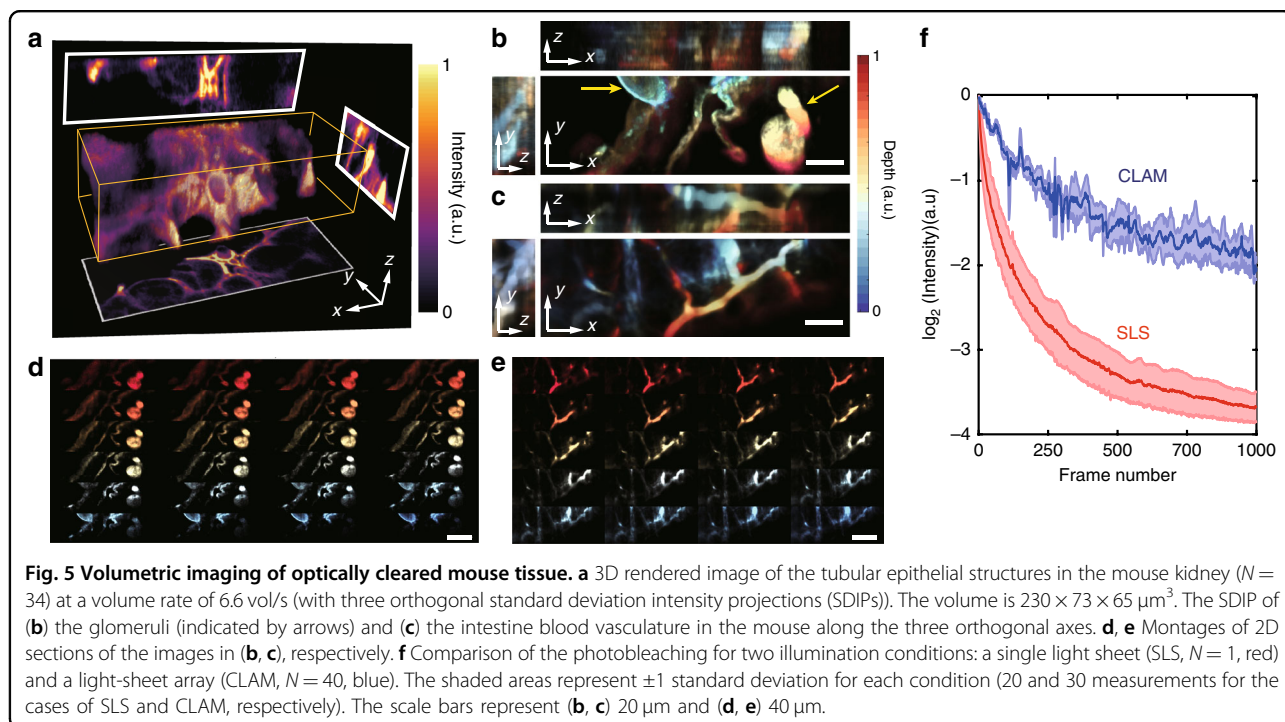 a
1
Intensity (a.u.)
0
z
y
x
b
z
x
y
z
y
x
c
z
x
y
z
y
x
1
Depth (a.u.)
0
d
e
f
0
−1
−2
−3
−4
log2 (Intensity)(a.u)
CLAM
SLS
0
250
500
750
1000
Frame number
Fig. 5 Volumetric imaging of optically cleared mouse tissue. a 3D rendered image of the tubular epithelial structures in the mouse kidney (N =
34) at a volume rate of 6.6 vol/s (with three orthogonal standard deviation intensity projections (SDIPs)). The volume is 230 × 73 × 65 μm³. The SDIP of
(b) the glomeruli (indicated by arrows) and (c) the intestine blood vasculature in the mouse along the three orthogonal axes. d, e Montages of 2D
sections of the images in (b, c), respectively. f Comparison of the photobleaching for two illumination conditions: a single light sheet (SLS, N = 1, red)
and a light-sheet array (CLAM, N = 40, blue). The shaded areas represent ±1 standard deviation for each condition (20 and 30 measurements for the
cases of SLS and CLAM, respectively). The scale bars represent (b, c) 20 μm and (d, e) 40 μm.